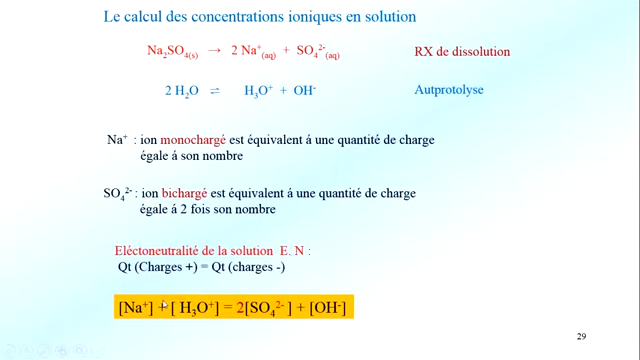 Le calcul des concentrations ioniques en solution
Na₂SO₄₍ₛ₎ → 2 Na⁺(aq) + SO₄²⁻(aq) RX de dissolution
2 H₂O ⇌ H₃O⁺ + OH⁻ Autprotolyse
Na⁺ : ion monochargé est équivalent á une quantité de charge
égale á son nombre
SO₄²⁻ : ion bichargé est équivalent á une quantité de charge
égale á 2 fois son nombre
Eléctoneutralité de la solution E. N :
Qt (Charges +) = Qt (charges -)
[Na⁺] + [ H₃O⁺] = 2[SO₄²⁻ ] + [OH⁻]
29